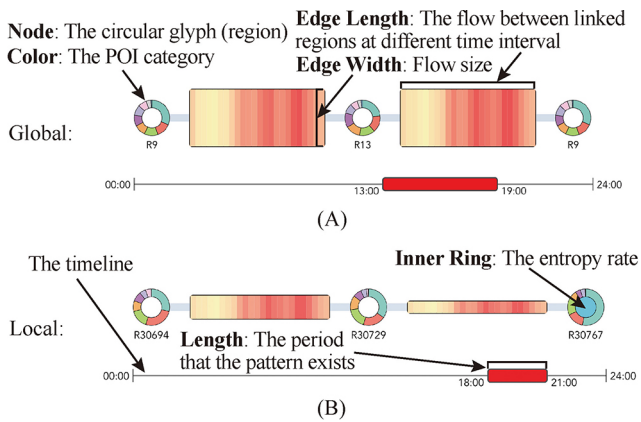 Node: The circular glyph (region)
Color: The POI category
Edge Length: The flow between linked
regions at different time interval
Edge Width: Flow size
Global:
R9
R13
R9
00:00
13:00
19:00
24:00
(A)
The timeline
Inner Ring: The entropy rate
Local:
R30694
R30729
R30767
Length: The period
that the pattern exists
00:00
18:00
21:00
24:00
(B)